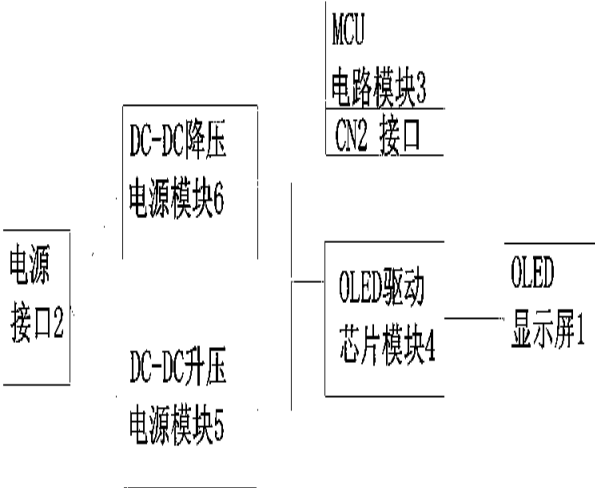 MCU
电路模块3
CN2 接口
DC-DC降压
电源模块6
电源
接口2
OLED驱动
芯片模块4
OLED
显示屏1
DC-DC升压
电源模块5